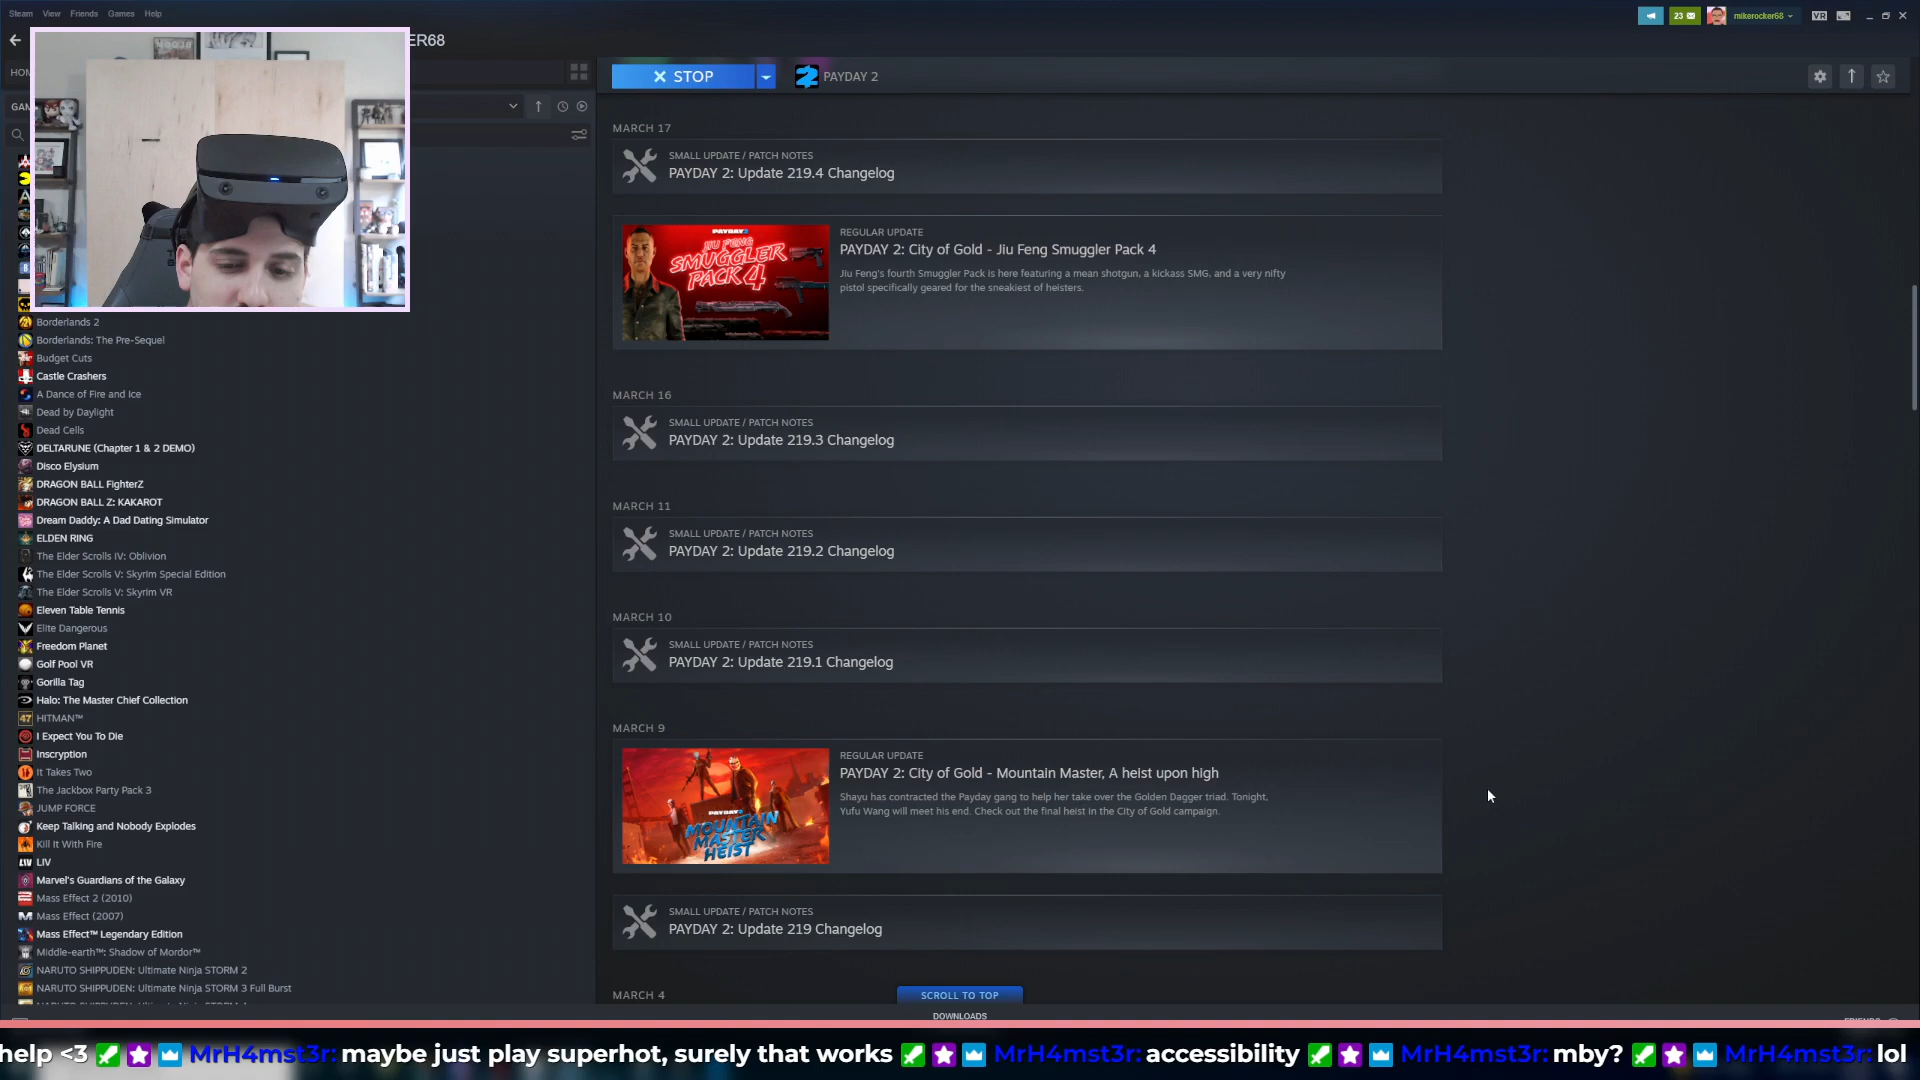 Steam View Friends Games Help
23
mikerocker68
VR
ER68
HOM
STOP
PAYDAY 2
GAM
MARCH 17
SMALL UPDATE / PATCH NOTES
PAYDAY 2: Update 219.4 Changelog
REGULAR UPDATE
PAYDAY 2: City of Gold - Jiu Feng Smuggler Pack 4
Jiu Feng's fourth Smuggler Pack is here featuring a mean shotgun, a kickass SMG, and a very nifty
pistol specifically geared for the sneakiest of heisters.
PAYDAY 2
JIU FENG
SMUGGLER
PACK 4
MARCH 16
SMALL UPDATE / PATCH NOTES
PAYDAY 2: Update 219.3 Changelog
MARCH 11
SMALL UPDATE / PATCH NOTES
PAYDAY 2: Update 219.2 Changelog
MARCH 10
SMALL UPDATE / PATCH NOTES
PAYDAY 2: Update 219.1 Changelog
MARCH 9
REGULAR UPDATE
PAYDAY 2: City of Gold - Mountain Master, A heist upon high
Shayu has contracted the Payday gang to help her take over the Golden Dagger triad. Tonight,
Yufu Wang will meet his end. Check out the final heist in the City of Gold campaign.
PAYDAY 2
MOUNTAIN
MASTER
HEIST
SMALL UPDATE / PATCH NOTES
PAYDAY 2: Update 219 Changelog
MARCH 4
SCROLL TO TOP
DOWNLOADS
Borderlands 2
Borderlands: The Pre-Sequel
Budget Cuts
Castle Crashers
A Dance of Fire and Ice
Dead by Daylight
Dead Cells
DELTARUNE (Chapter 1 & 2 DEMO)
Disco Elysium
DRAGON BALL FighterZ
DRAGON BALL Z: KAKAROT
Dream Daddy: A Dad Dating Simulator
ELDEN RING
The Elder Scrolls IV: Oblivion
The Elder Scrolls V: Skyrim Special Edition
The Elder Scrolls V: Skyrim VR
Eleven Table Tennis
Elite Dangerous
Freedom Planet
Golf Pool VR
Gorilla Tag
Halo: The Master Chief Collection
HITMAN™
I Expect You To Die
Inscryption
It Takes Two
The Jackbox Party Pack 3
JUMP FORCE
Keep Talking and Nobody Explodes
Kill It With Fire
LIV
Marvel's Guardians of the Galaxy
Mass Effect 2 (2010)
Mass Effect (2007)
Mass Effect™ Legendary Edition
Middle-earth™: Shadow of Mordor™
NARUTO SHIPPUDEN: Ultimate Ninja STORM 2
NARUTO SHIPPUDEN: Ultimate Ninja STORM 3 Full Burst
help <3 MrH4mst3r: maybe just play superhot, surely that works MrH4mst3r: accessibility MrH4mst3r: mby? MrH4mst3r: lol